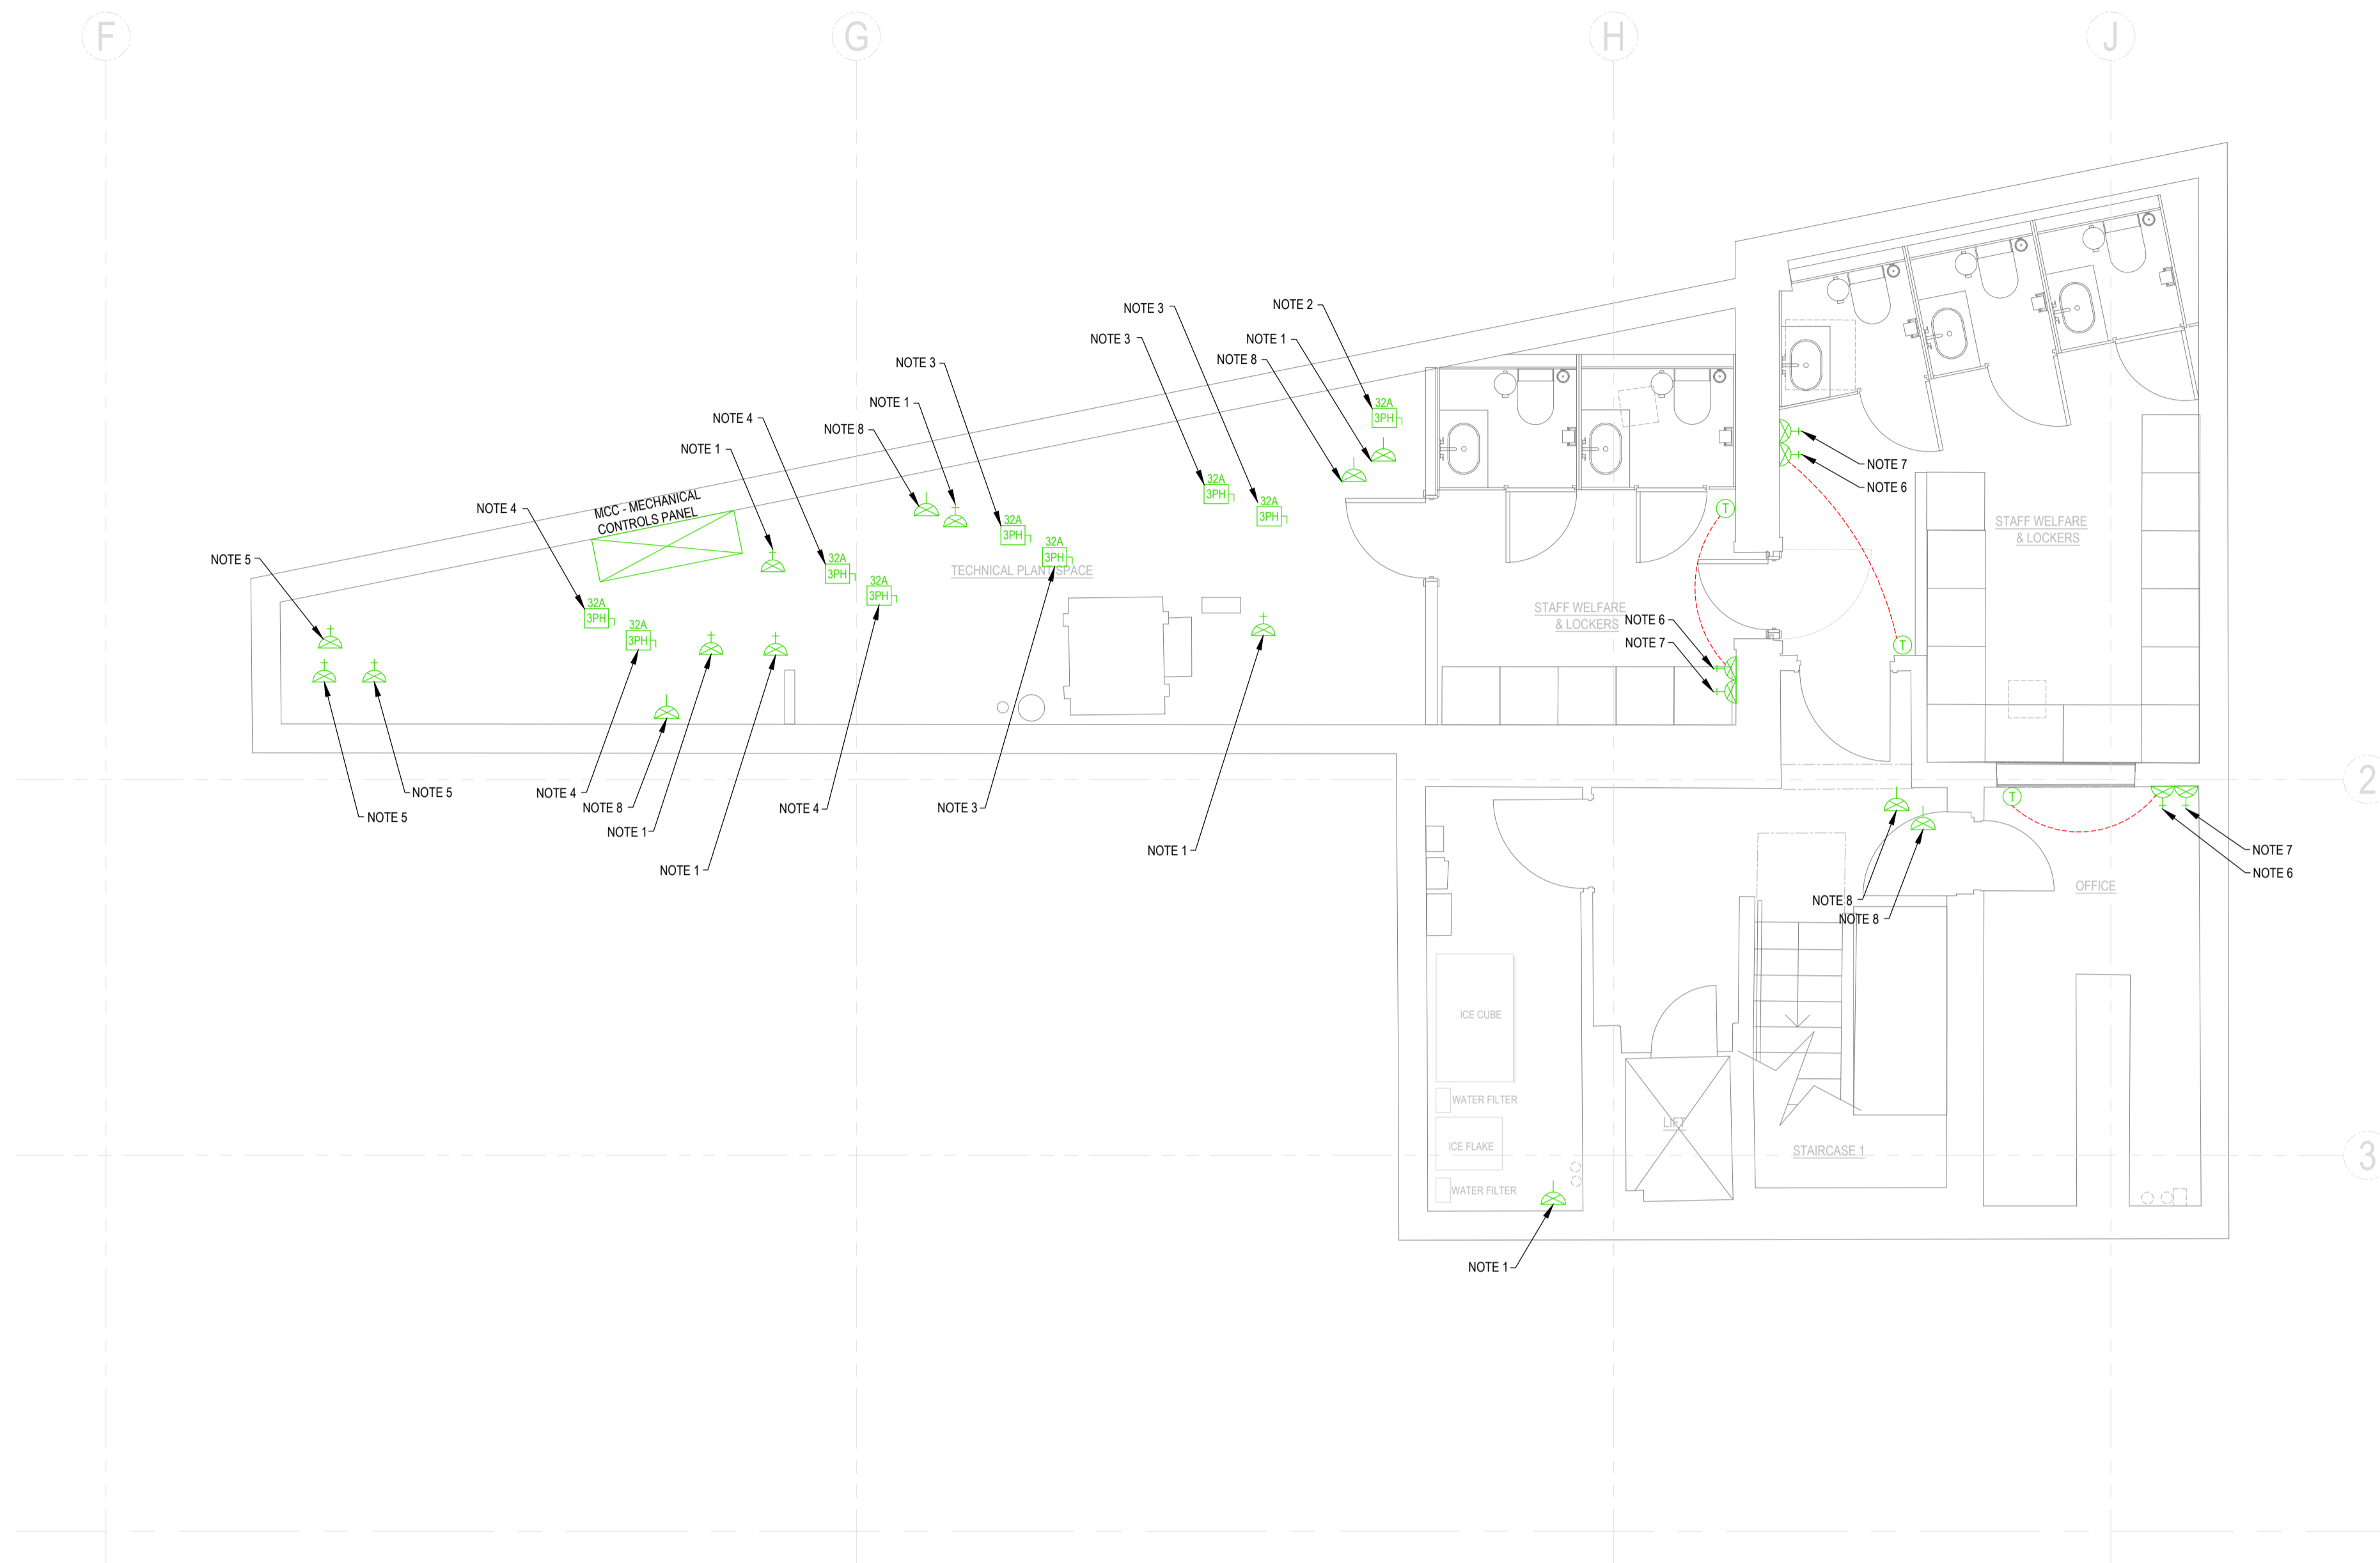 F
G
H
J
NOTE 2
NOTE 3
NOTE 3
NOTE 1
NOTE 8
NOTE 3
NOTE 1
NOTE 4
NOTE 8
NOTE 1
32A
3PH
32A
3PH
32A
3PH
32A
3PH
32A
3PH
32A
3PH
32A
3PH
32A
3PH
32A
3PH
NOTE 7
NOTE 6
MCC - MECHANICAL
CONTROLS PANEL
NOTE 4
T
STAFF WELFARE
& LOCKERS
NOTE 5
TECHNICAL PLANT SPACE
STAFF WELFARE
& LOCKERS
NOTE 6
NOTE 7
T
2
NOTE 5
NOTE 5
NOTE 4
NOTE 8
NOTE 1
NOTE 1
NOTE 4
NOTE 3
NOTE 1
T
NOTE 7
NOTE 6
OFFICE
NOTE 8
NOTE 8
ICE CUBE
WATER FILTER
ICE FLAKE
WATER FILTER
LIFT
STAIRCASE 1
3
NOTE 1